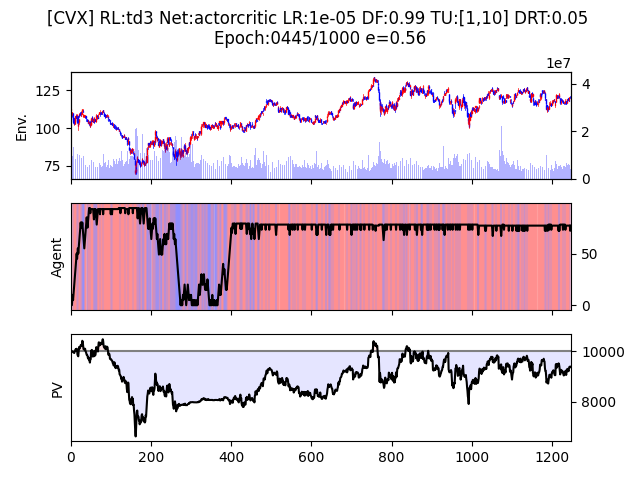 [CVX] RL:td3 Net:actorcritic LR:1e-05 DF:0.99 TU:[1,10] DRT:0.05
Epoch:0445/1000 e=0.56
1e7
125
100
75
Env.
4
2
0
Agent
50
0
PV
10000
8000
0 200 400 600 800 1000 1200